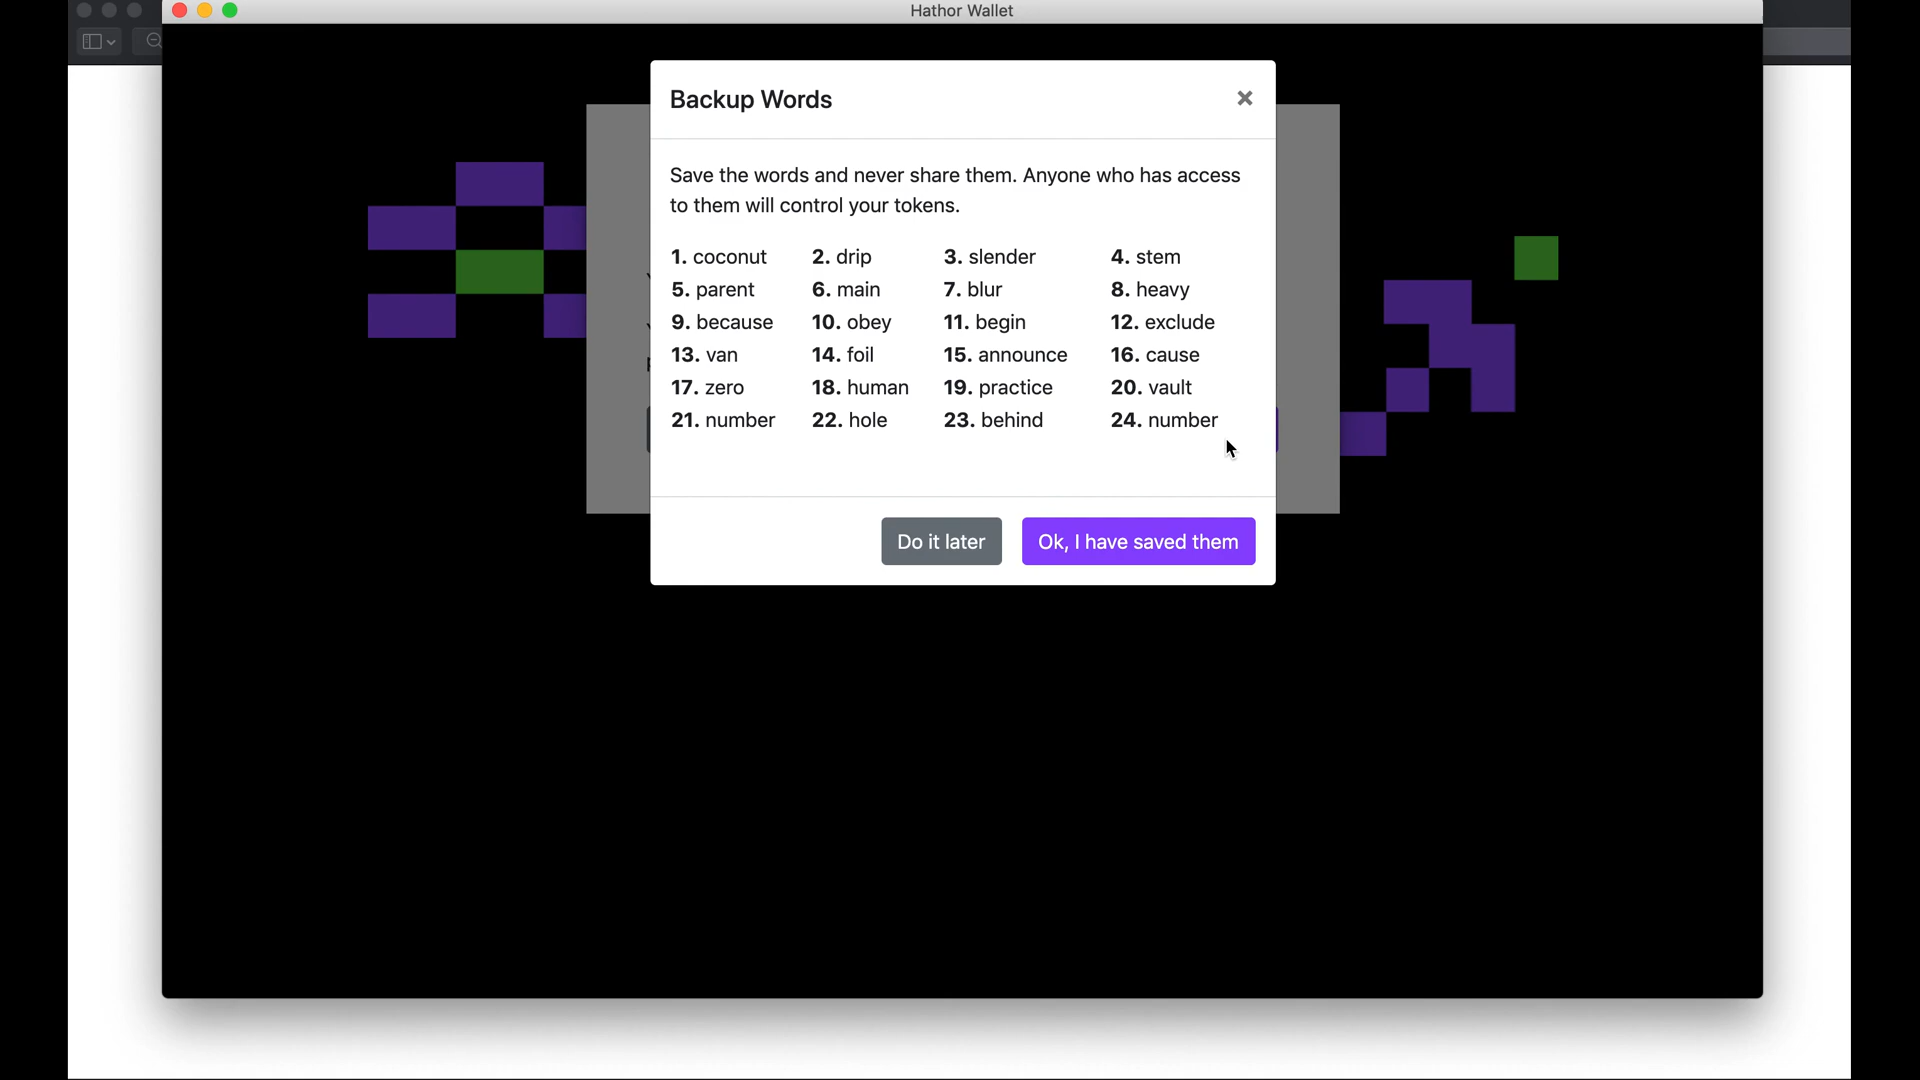 Hathor Wallet
Backup Words
Save the words and never share them. Anyone who has access
to them will control your tokens.
1. coconut 2. drip 3. slender 4. stem
5. parent 6. main 7. blur 8. heavy
9. because 10. obey 11. begin 12. exclude
13. van 14. foil 15. announce 16. cause
17. zero 18. human 19. practice 20. vault
21. number 22. hole 23. behind 24. number
Do it later Ok, I have saved them